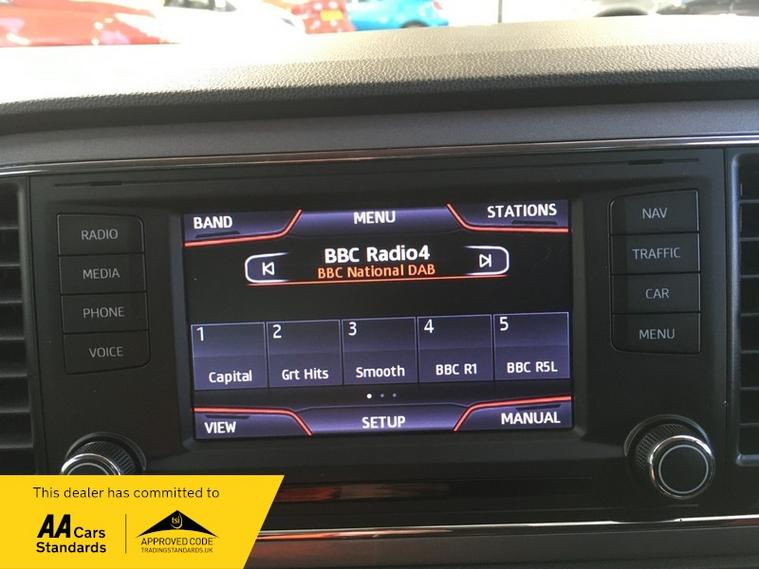 BAND MENU STATIONS
RADIO
MEDIA
PHONE
VOICE
BBC Radio4
BBC National DAB
1 2 3 4 5
Capital Grt Hits Smooth BBC R1 BBC R5L
VIEW SETUP MANUAL
NAV
TRAFFIC
CAR
MENU
This dealer has committed to
AA Cars
Standards
tsi
APPROVED CODE
TRADINGSTANDARDS.UK